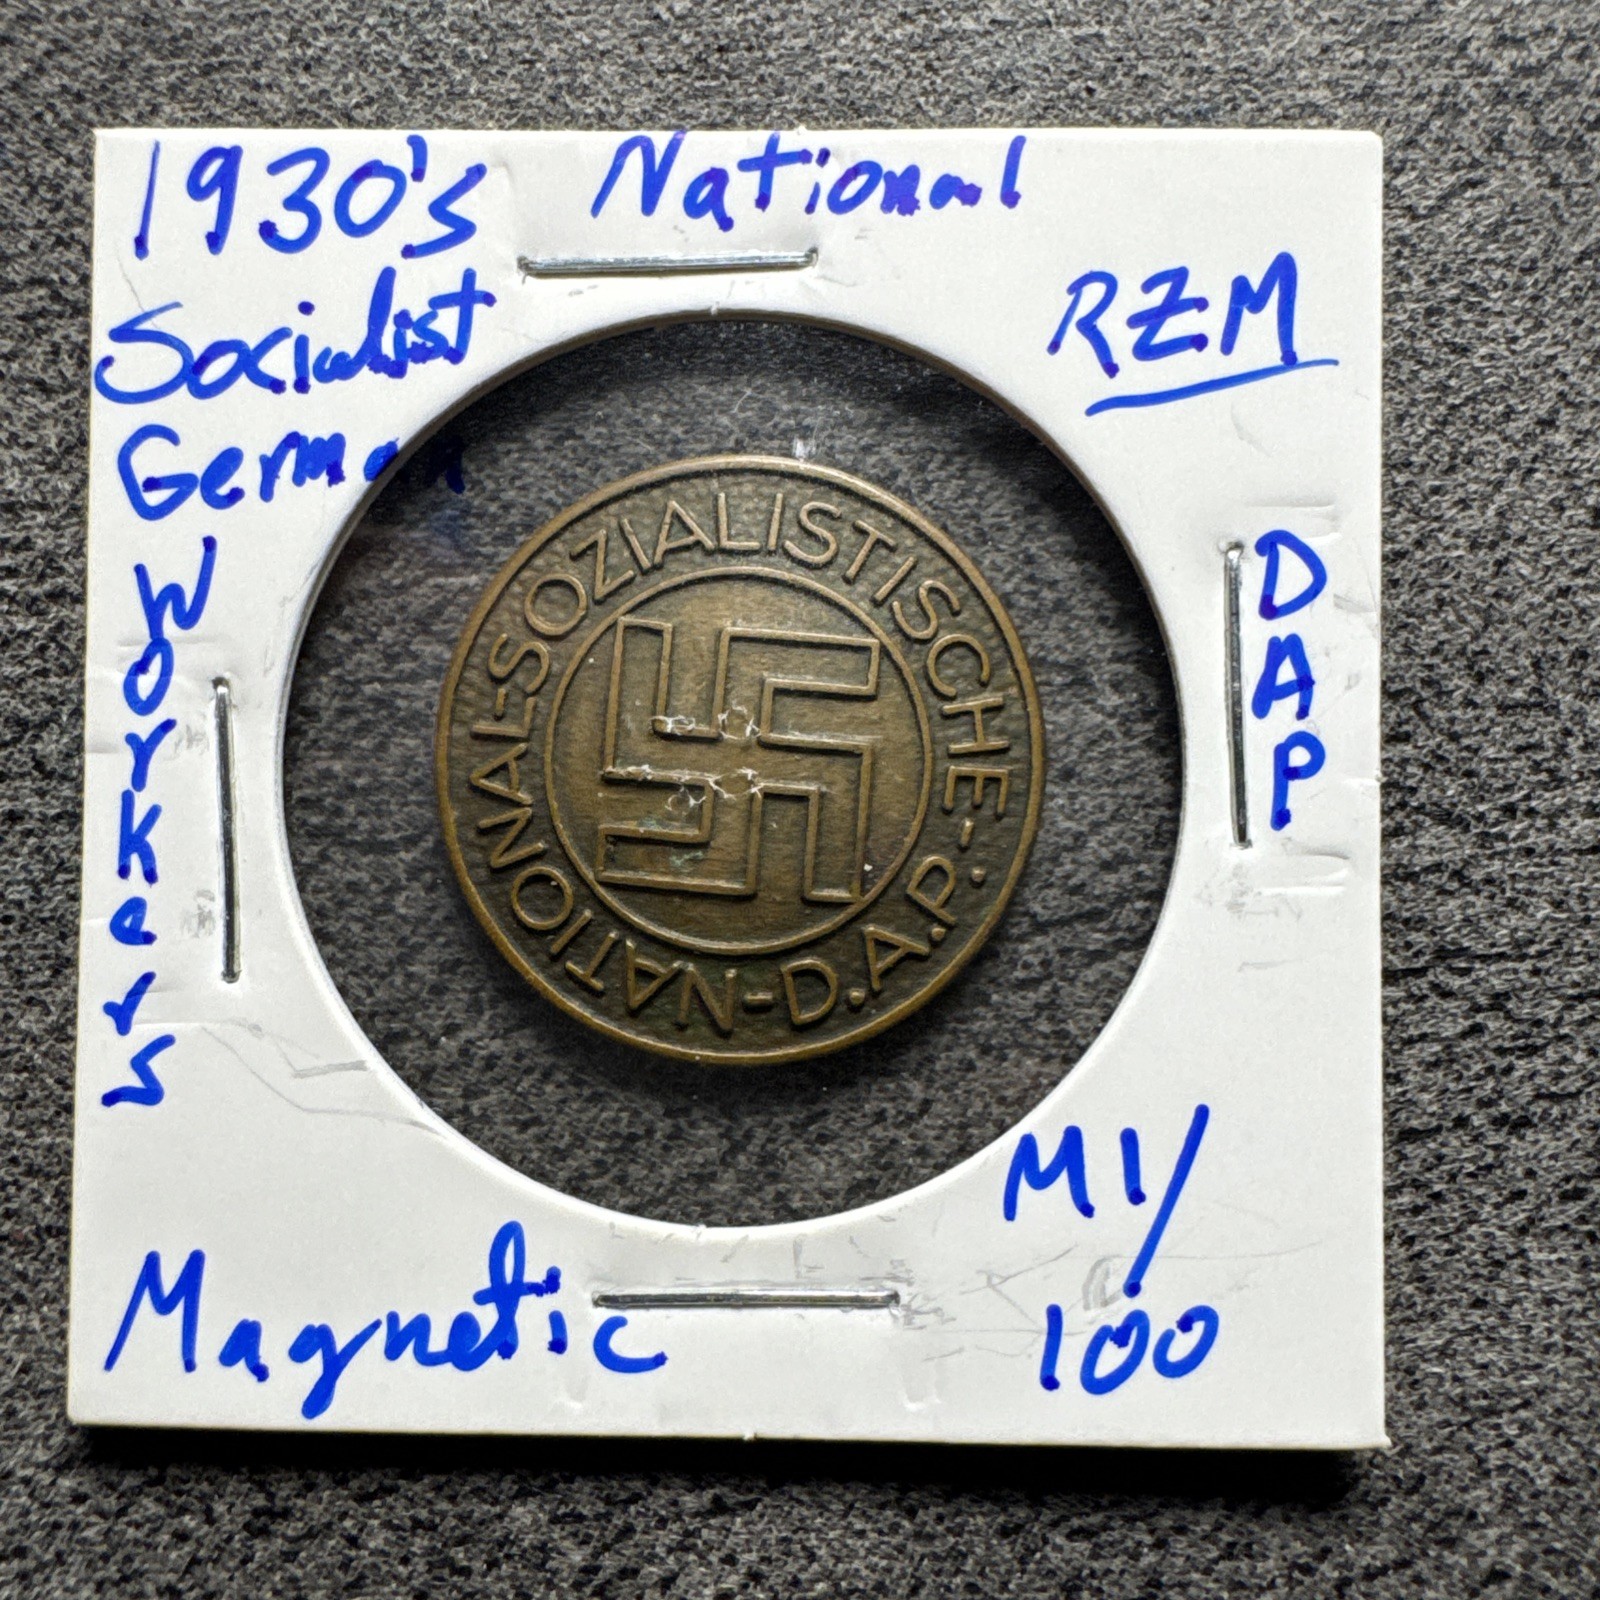 1930's National
Socialist
German
Workers
RZM
DAP
NATIONAL-SOZIALISTISCHE-D.A.P.
Magnetic
M1/
100